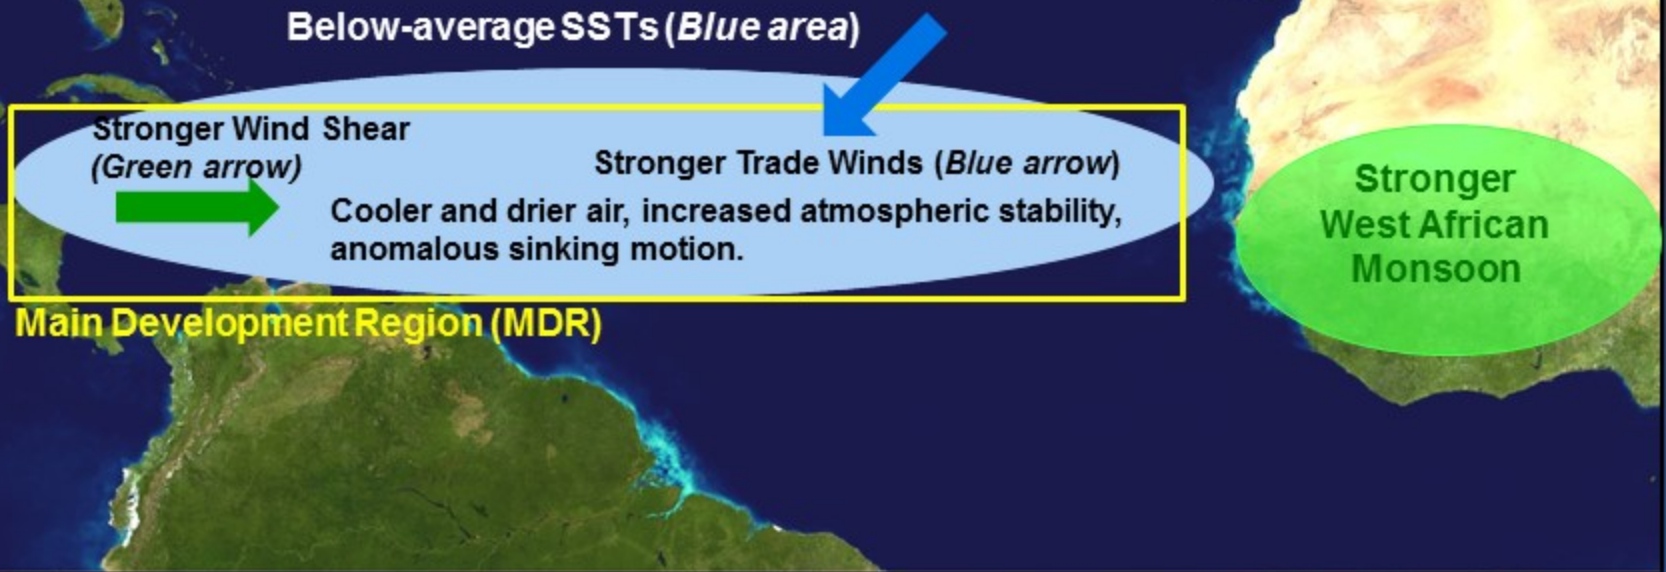 Below-average SSTs (Blue area)
Stronger Wind Shear
(Green arrow)
Stronger Trade Winds (Blue arrow)
Cooler and drier air, increased atmospheric stability,
anomalous sinking motion.
Stronger
West African
Monsoon
Main Development Region (MDR)